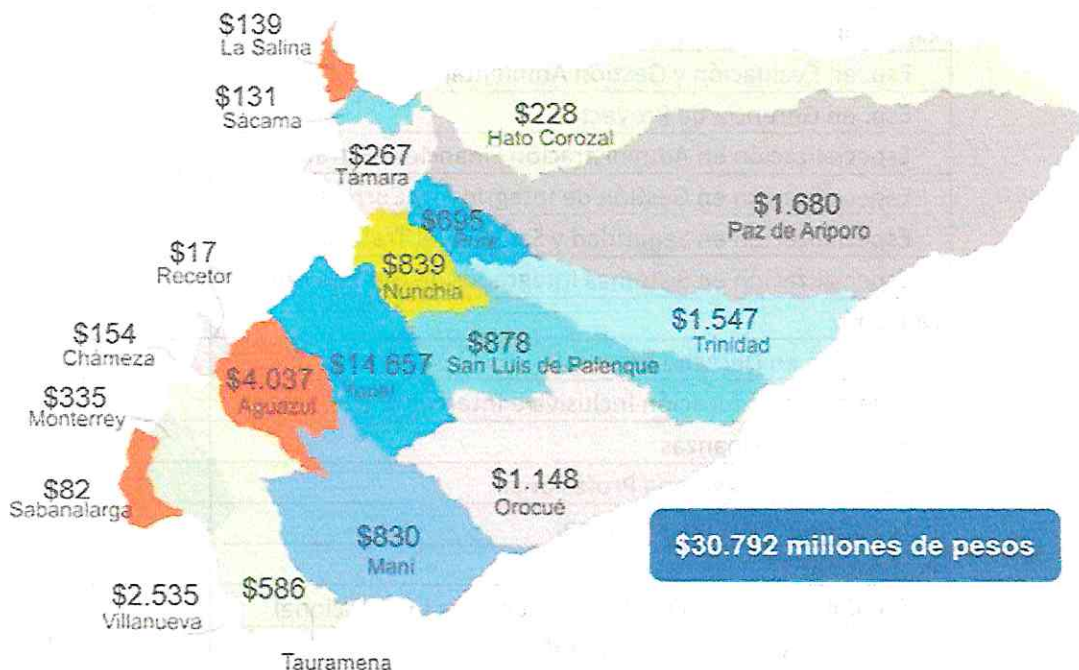 $139
La Salina
$131
Sácama
$228
Hato Corozal
$267
Támara
$1.680
Paz de Ariporo
$695
Pore
$17
Recetor
$839
Nunchia
$154
Chámeza
$1.547
Trinidad
$878
San Luis de Palenque
$14.657
Yopal
$4.037
Aguazul
$335
Monterrey
$82
Sabanalarga
$1.148
Orocué
$830
Maní
$30.792 millones de pesos
$586
$2.535
Villanueva
Tauramena